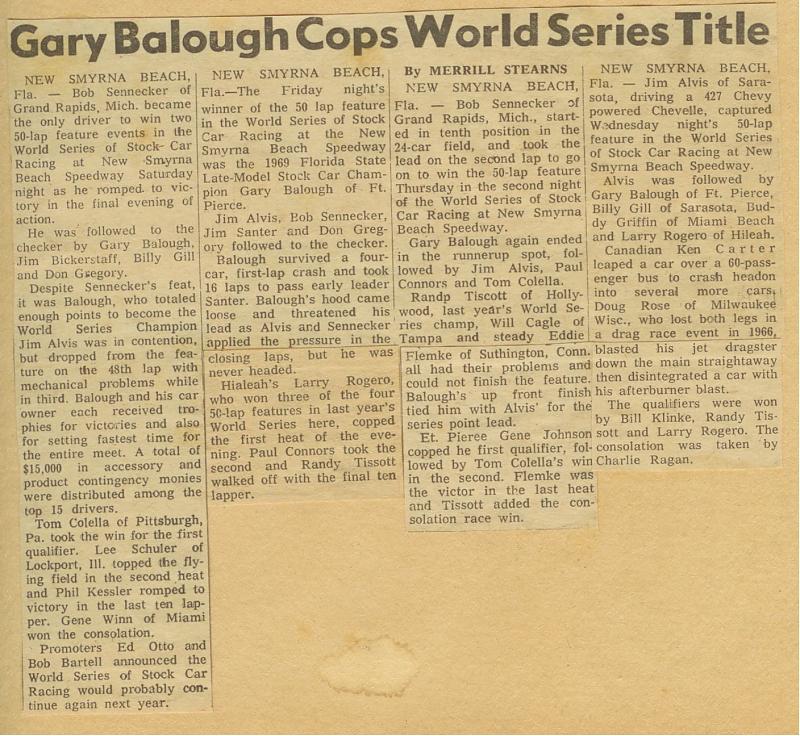 Gary Balough Cops World Series Title
NEW SMYRNA BEACH,
Fla. — Bob Sennecker of
Grand Rapids, Mich. became
the only driver to win two
50-lap feature events in the
World Series of Stock- Car
Racing at New Smyrna
Beach Speedway Saturday
night as he romped to vic-
tory in the final evening of
action.
He was followed to the
checker by Gary Balough,
Jim Bickerstaff, Billy Gill
and Don Gregory.
Despite Sennecker's feat,
it was Balough, who totaled
enough points to become the
World Series Champion
Jim Alvis was in contention,
but dropped from the fea-
ture on the 48th lap with
mechanical problems while
in third. Balough and his car
owner each received tro-
phies for victories and also
for setting fastest time for
the entire meet. A total of
$15,000 in accessory and
product contingency monies
were distributed among the
top 15 drivers.
Tom Colella of Pittsburgh,
Pa. took the win for the first
qualifier. Lee Schuler of
Lockport, Ill. topped the fly-
ing field in the second heat
and Phil Kessler romped to
victory in the last ten lap-
per. Gene Winn of Miami
won the consolation.
Promoters Ed Otto and
Bob Bartell announced the
World Series of Stock Car
Racing would probably con-
tinue again next year.
NEW SMYRNA BEACH,
Fla.—The Friday night's
winner of the 50 lap feature
in the World Series of Stock
Car Racing at the New
Smyrna Beach Speedway
was the 1969 Florida State
Late-Model Stock Car Cham-
pion Gary Balough of Ft.
Pierce.
Jim Alvis, Bob Sennecker,
Jim Santer and Don Greg-
ory followed to the checker.
Balough survived a four-
car, first-lap crash and took
16 laps to pass early leader
Santer. Balough's hood came
loose and threatened his
lead as Alvis and Sennecker
applied the pressure in the
closing laps, but he was
never headed.
Hialeah's Larry Rogero,
who won three of the four
50-lap features in last year's
World Series here, copped
the first heat of the eve-
ning. Paul Connors took the
second and Randy Tissott
walked off with the final ten
lapper.
By MERRILL STEARNS
NEW SMYRNA BEACH,
Fla. — Bob Sennecker of
Grand Rapids, Mich., start-
ed in tenth position in the
24-car field, and took the
lead on the second lap to go
on to win the 50-lap feature
Thursday in the second night
of the World Series of Stock
Car Racing at New Smyrna
Beach Speedway.
Gary Balough again ended
in the runnerup spot, fol-
lowed by Jim Alvis, Paul
Connors and Tom Colella.
Randp Tiscott of Holly-
wood, last year's World Se-
ries champ, Will Cagle of
Tampa and steady Eddie
Flemke of Suthington, Conn.
all had their problems and
could not finish the feature.
Balough's up front finish
tied him with Alvis' for the
series point lead.
Et. Pieree Gene Johnson
copped he first qualifier, fol-
lowed by Tom Colella's win
in the second. Flemke was
the victor in the last heat
and Tissott added the con-
solation race win.
NEW SMYRNA BEACH,
Fla. — Jim Alvis of Sara-
sota, driving a 427 Chevy
powered Chevelle, captured
Wednesday night's 50-lap
feature in the World Series
of Stock Car Racing at New
Smyrna Beach Speedway.
Alvis was followed by
Gary Balough of Ft. Pierce,
Billy Gill of Sarasota, Bud-
dy Griffin of Miami Beach
and Larry Rogero of Hileah.
Canadian Ken Carter
leaped a car over a 60-pass-
enger bus to crash headon
into several more cars,
Doug Rose of Milwaukee
Wisc., who lost both legs in
a drag race event in 1966,
blasted his jet dragster
down the main straightaway
then disintegrated a car with
his afterburner blast.
The qualifiers were won
by Bill Klinke, Randy Tis-
sott and Larry Rogero. The
consolation was taken by
Charlie Ragan.